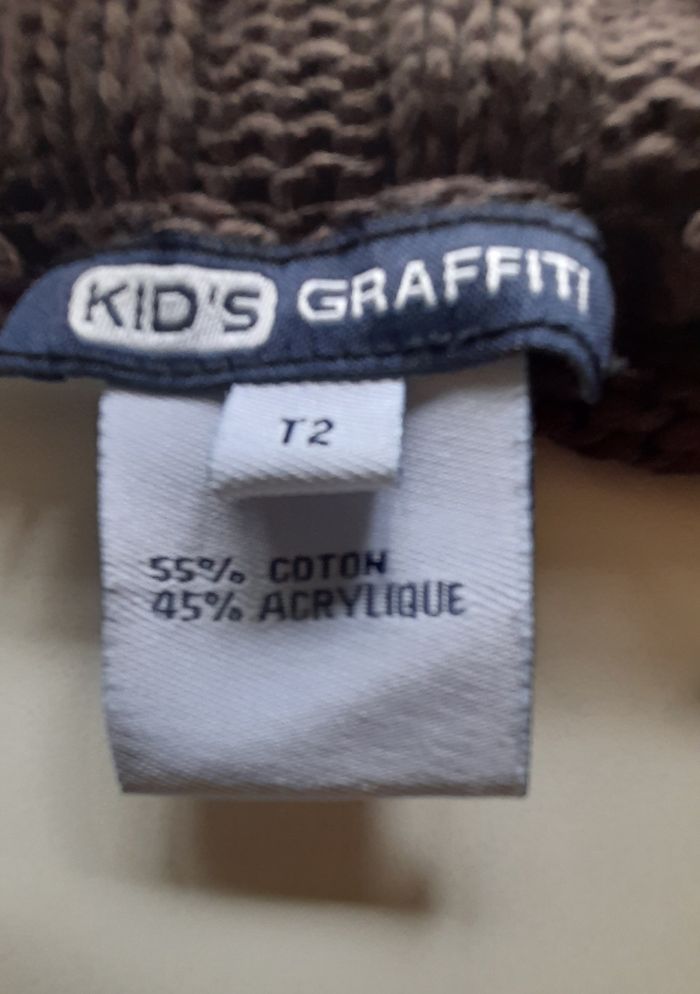 KID'S GRAFFITI
T2
55% COTON
45% ACRYLIQUE